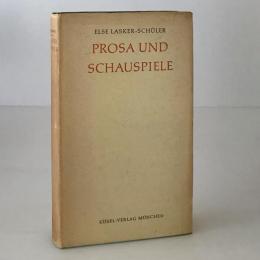 ELSE LASKER-SCHÜLER
PROSA UND
SCHAUSPIELE
KÖSEL-VERLAG MÜNCHEN